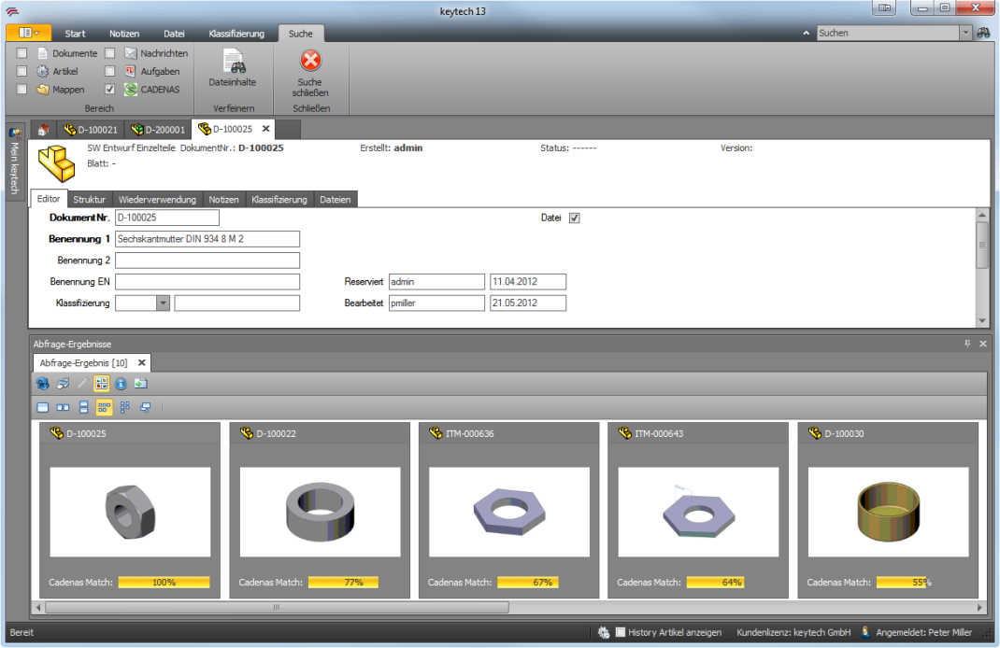 keytech 13
Start Notizen Datei Klassifizierung Suche Suchen
Dokumente Nachrichten
Artikel Aufgaben
Mappen CADENAS
Dateiinhalte
Suche
schließen
Bereich Verfeinern Schließen
Mein keytech
D-100021 D-200001 D-100025
SW Entwurf Einzelteile DokumentNr.: D-100025 Erstellt: admin Status: ------ Version:
Blatt: -
Editor Struktur Wiederverwendung Notizen Klassifizierung Dateien
DokumentNr. D-100025 Datei
Benennung 1 Sechskantmutter DIN 934 8 M 2
Benennung 2
Benennung EN Reserviert admin 11.04.2012
Klassifizierung Bearbeitet pmiller 21.05.2012
Abfrage-Ergebnisse
Abfrage-Ergebnis [10]
D-100025 D-100022 ITM-000636 ITM-000643 D-100030
Cadenas Match: 100% Cadenas Match: 77% Cadenas Match: 67% Cadenas Match: 64% Cadenas Match: 55%
Bereit History Artikel anzeigen Kundenlizenz: keytech GmbH Angemeldet: Peter Miller